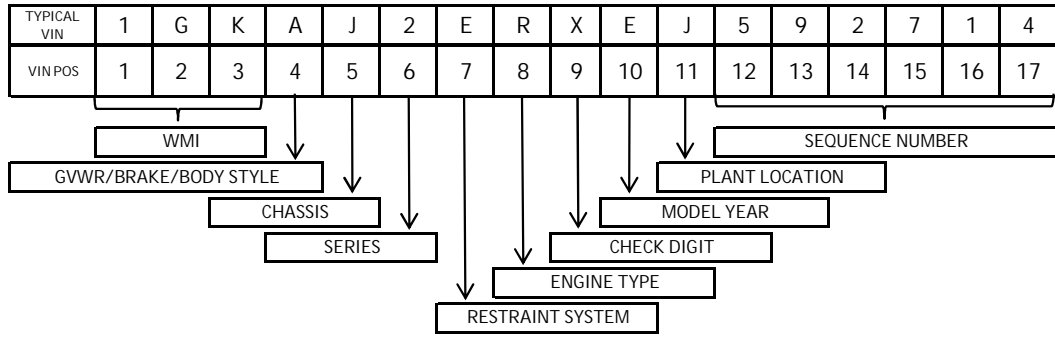 TYPICAL VIN 1 G K A J 2 E R X E J 5 9 2 7 1 4
VIN POS 1 2 3 4 5 6 7 8 9 10 11 12 13 14 15 16 17
WMI SEQUENCE NUMBER
GVWR/BRAKE/BODY STYLE PLANT LOCATION
CHASSIS MODEL YEAR
SERIES CHECK DIGIT
ENGINE TYPE
RESTRAINT SYSTEM